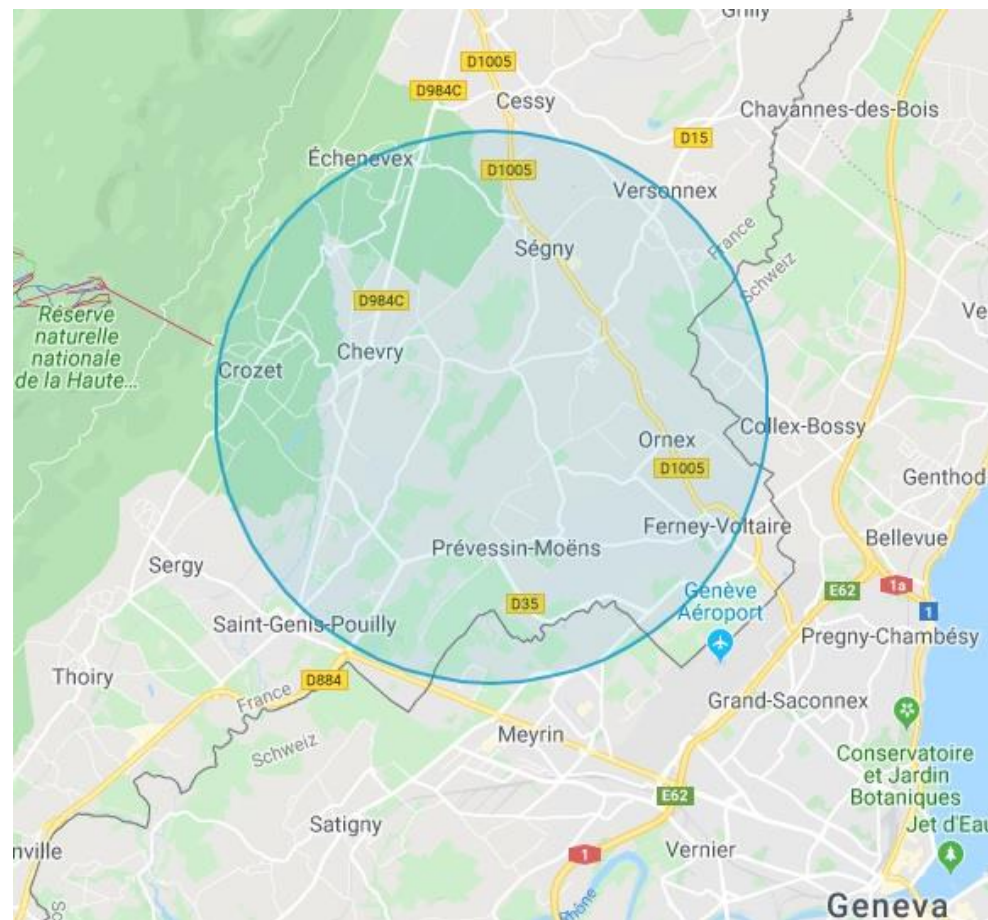 Grilly
D1005
D984C
Cessy
Chavannes-des-Bois
D15
Échenevex
D1005
Versonnex
Ségny
France
Schweiz
D984C
Réserve
naturelle
nationale
de la Haute...
Ve
Chevry
Crozet
Collex-Bossy
Ornex
D1005
Genthod
Ferney-Voltaire
Bellevue
Prévessin-Moëns
Sergy
Genève
Aéroport
E62
1a
1
D35
Saint-Genis-Pouilly
Pregny-Chambésy
Thoiry
D884
France
Schweiz
Grand-Saconnex
Meyrin
Conservatoire
et Jardin
Botaniques
E62
Jet d'Eau
Satigny
nville
1
Vernier
Rhône
Geneva